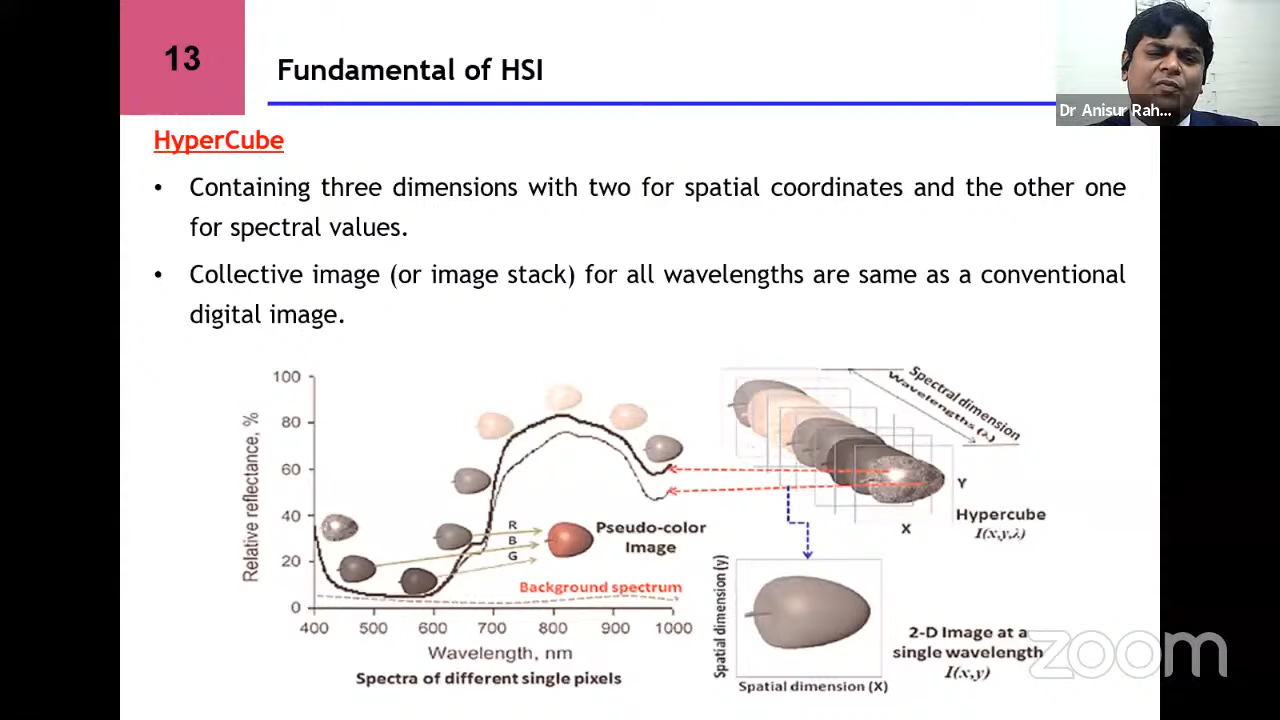 13
Fundamental of HSI
Dr Anisur Rah...
HyperCube
• Containing three dimensions with two for spatial coordinates and the other one
for spectral values.
• Collective image (or image stack) for all wavelengths are same as a conventional
digital image.
Relative reflectance, %
100
80
60
40
20
0
400 500 600 700 800 900 1000
Wavelength, nm
Spectra of different single pixels
R
B
G
Pseudo-color
Image
Background spectrum
Spectral dimension
Wavelengths (λ)
Y
X
Hypercube
I(x,y,λ)
Spatial dimension (y)
Spatial dimension (X)
2-D Image at a
single wavelength
I(x,y)
zoom